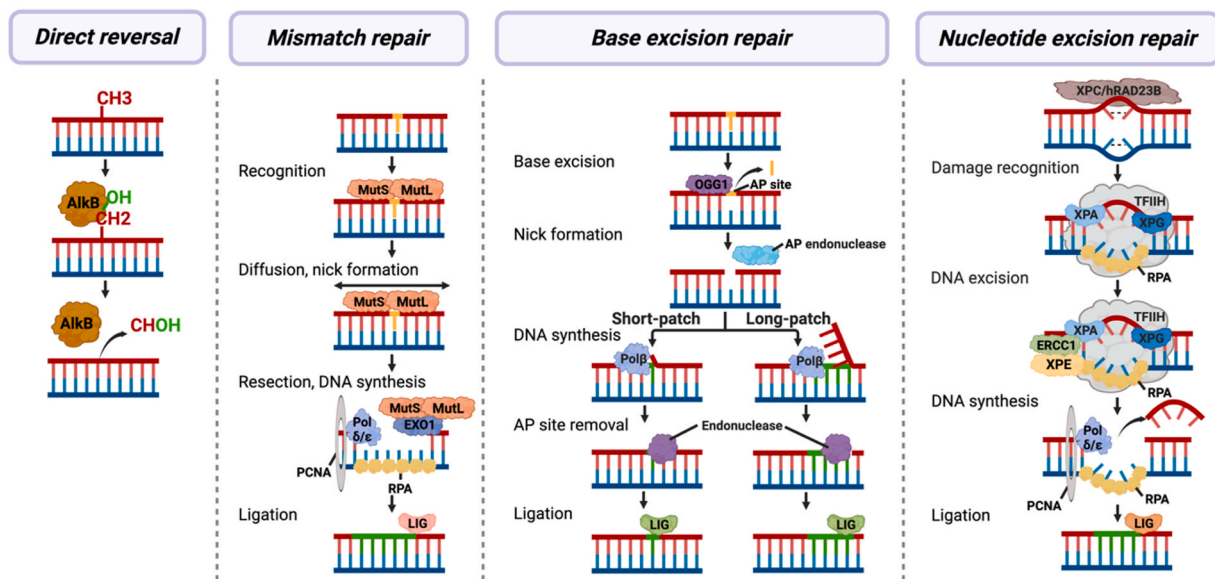 Direct reversal
CH3
AlkB
OH
CH2
AlkB
CHOH
Mismatch repair
Recognition
MutS
MutL
Diffusion, nick formation
MutS
MutL
Resection, DNA synthesis
MutS
MutL
EXO1
Pol
δ/ε
PCNA
RPA
Ligation
LIG
Base excision repair
Base excision
OGG1
AP site
Nick formation
AP endonuclease
DNA synthesis
Short-patch
Long-patch
Polβ
Polβ
AP site removal
Endonuclease
Ligation
LIG
LIG
Nucleotide excision repair
XPC/hRAD23B
Damage recognition
TFIIH
XPA
XPG
RPA
DNA excision
TFIIH
XPA
XPG
ERCC1
XPE
RPA
DNA synthesis
Pol
δ/ε
RPA
PCNA
Ligation
LIG